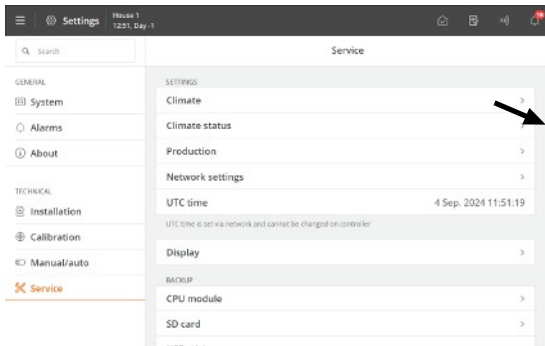 Settings
House 1
12:51, Day -1
Search
Service
GENERAL
System
Alarms
About
TECHNICAL
Installation
Calibration
Manual/auto
Service
SETTINGS
Climate
Climate status
Production
Network settings
UTC time 4 Sep. 2024 11:51:19
UTC time is set via network and cannot be changed on controller
Display
BACKUP
CPU module
SD card